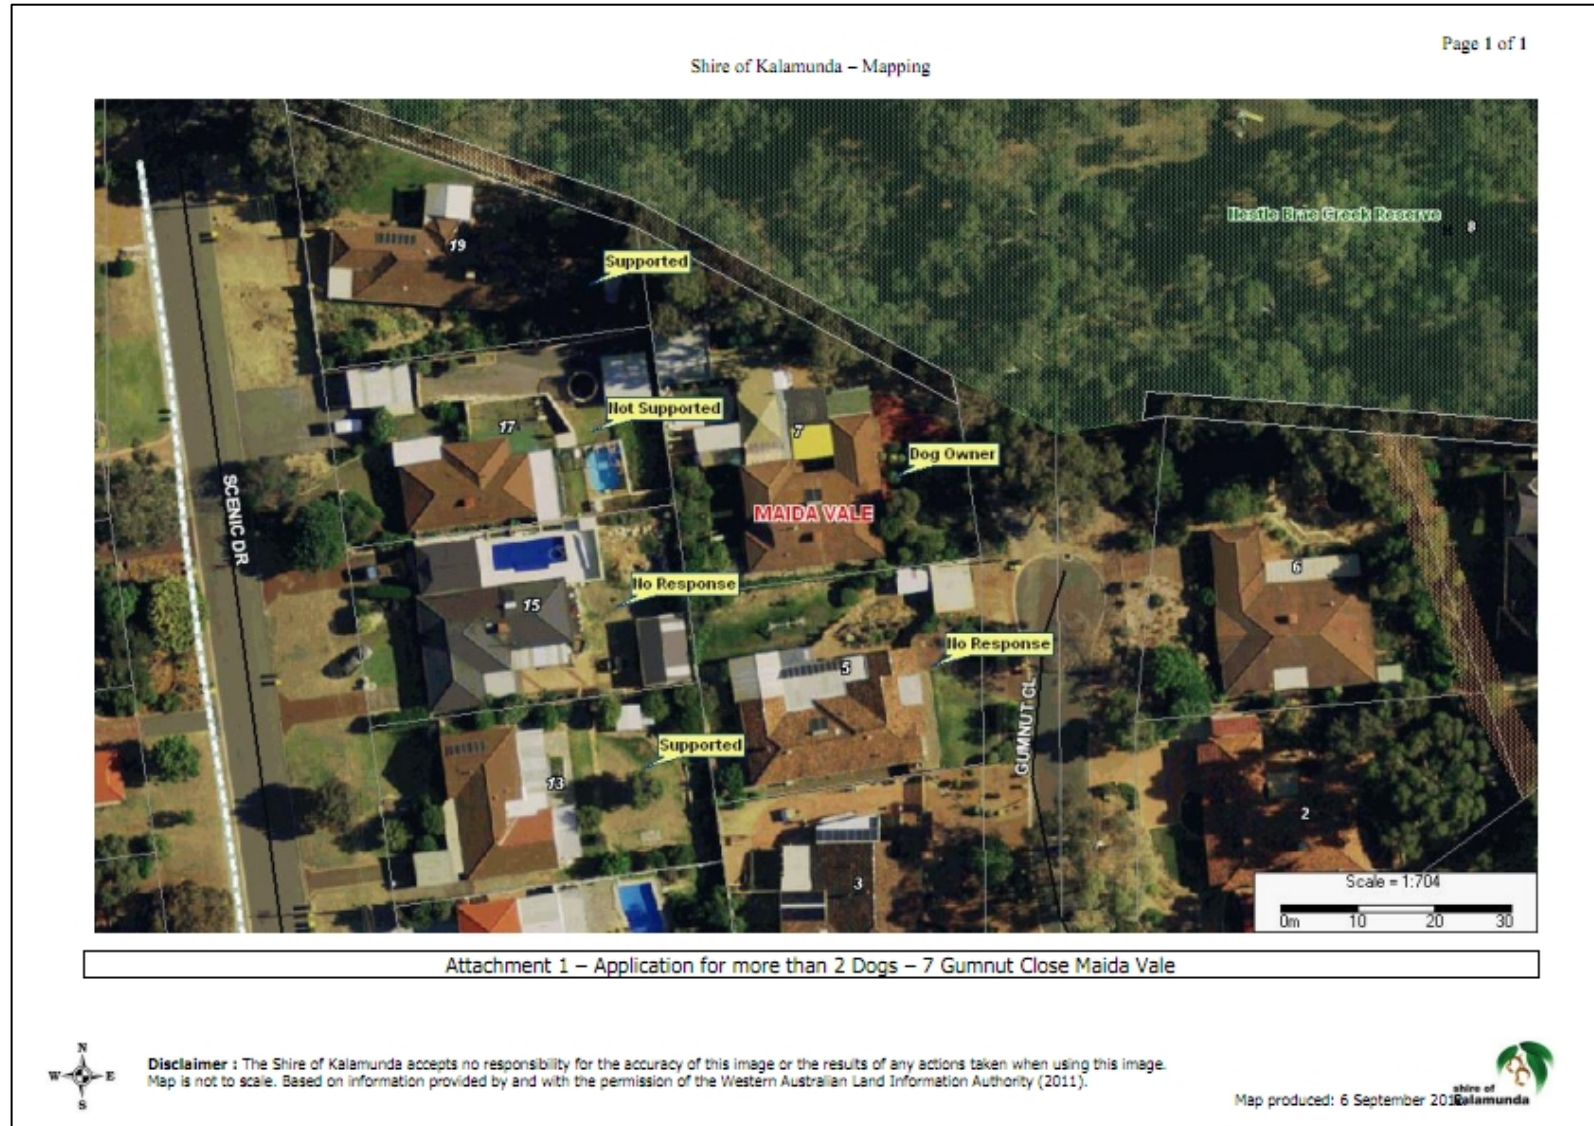 Page 1 of 1
Shire of Kalamunda – Mapping
Nestle Brae Creek Reserve
8
19
Supported
17
Not Supported
7
Dog Owner
MAIDA VALE
SCENIC DR
15
No Response
6
5
No Response
GUMNUT CL
13
Supported
2
3
Scale = 1:704
0m 10 20 30
Attachment 1 – Application for more than 2 Dogs – 7 Gumnut Close Maida Vale
N
W E
S
Disclaimer : The Shire of Kalamunda accepts no responsibility for the accuracy of this image or the results of any actions taken when using this image.
Map is not to scale. Based on information provided by and with the permission of the Western Australian Land Information Authority (2011).
Map produced: 6 September
shire of
kalamunda